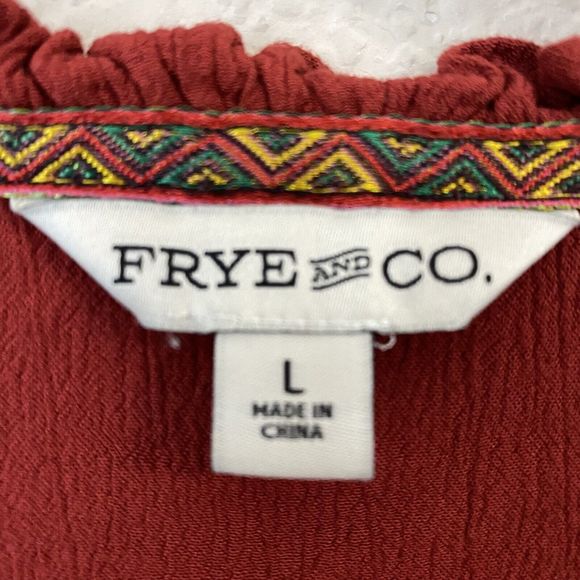 FRYE AND CO.
L
MADE IN
CHINA